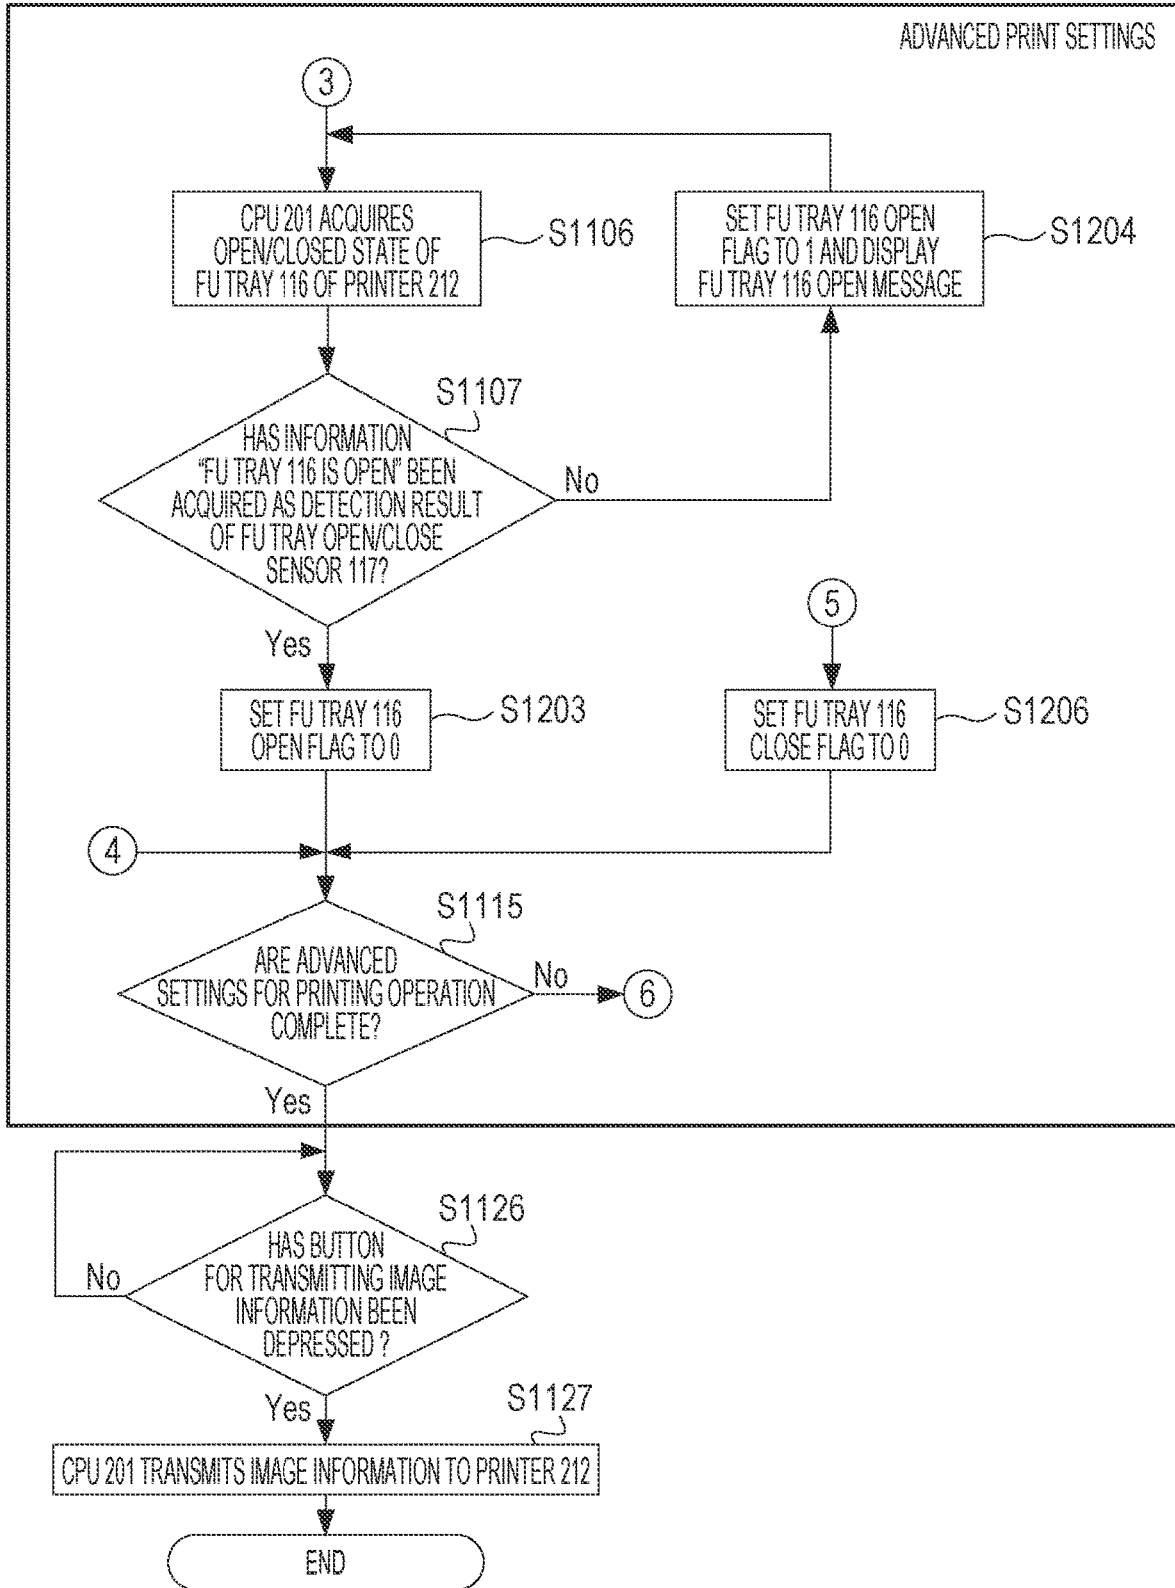 ADVANCED PRINT SETTINGS
3
CPU 201 ACQUIRES
OPEN/CLOSED STATE OF
FU TRAY 116 OF PRINTER 212
S1106
SET FU TRAY 116 OPEN
FLAG TO 1 AND DISPLAY
FU TRAY 116 OPEN MESSAGE
S1204
S1107
HAS INFORMATION
“FU TRAY 116 IS OPEN” BEEN
ACQUIRED AS DETECTION RESULT
OF FU TRAY OPEN/CLOSE
SENSOR 117?
No
Yes
5
SET FU TRAY 116
OPEN FLAG TO 0
S1203
SET FU TRAY 116
CLOSE FLAG TO 0
S1206
4
S1115
ARE ADVANCED
SETTINGS FOR PRINTING OPERATION
COMPLETE?
No
6
Yes
S1126
HAS BUTTON
FOR TRANSMITTING IMAGE
INFORMATION BEEN
DEPRESSED ?
No
Yes
S1127
CPU 201 TRANSMITS IMAGE INFORMATION TO PRINTER 212
END